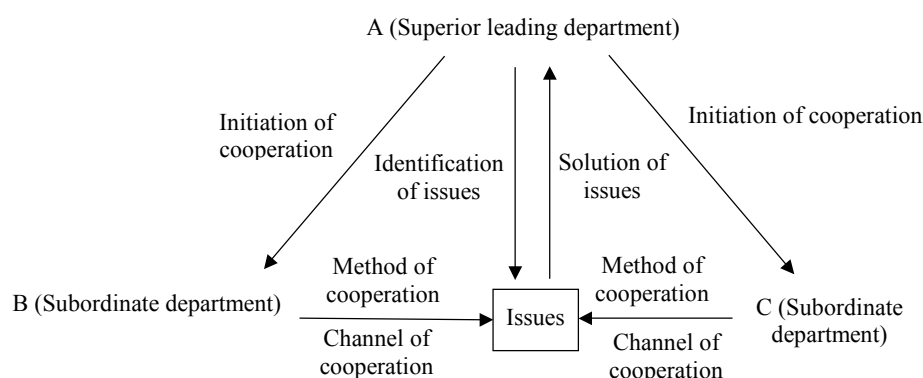 A (Superior leading department)
Initiation of
cooperation
Initiation of cooperation
Identification
of issues
Solution of
issues
B (Subordinate department)
Method of
cooperation
Channel of
cooperation
Issues
Method of
cooperation
Channel of
cooperation
C (Subordinate
department)